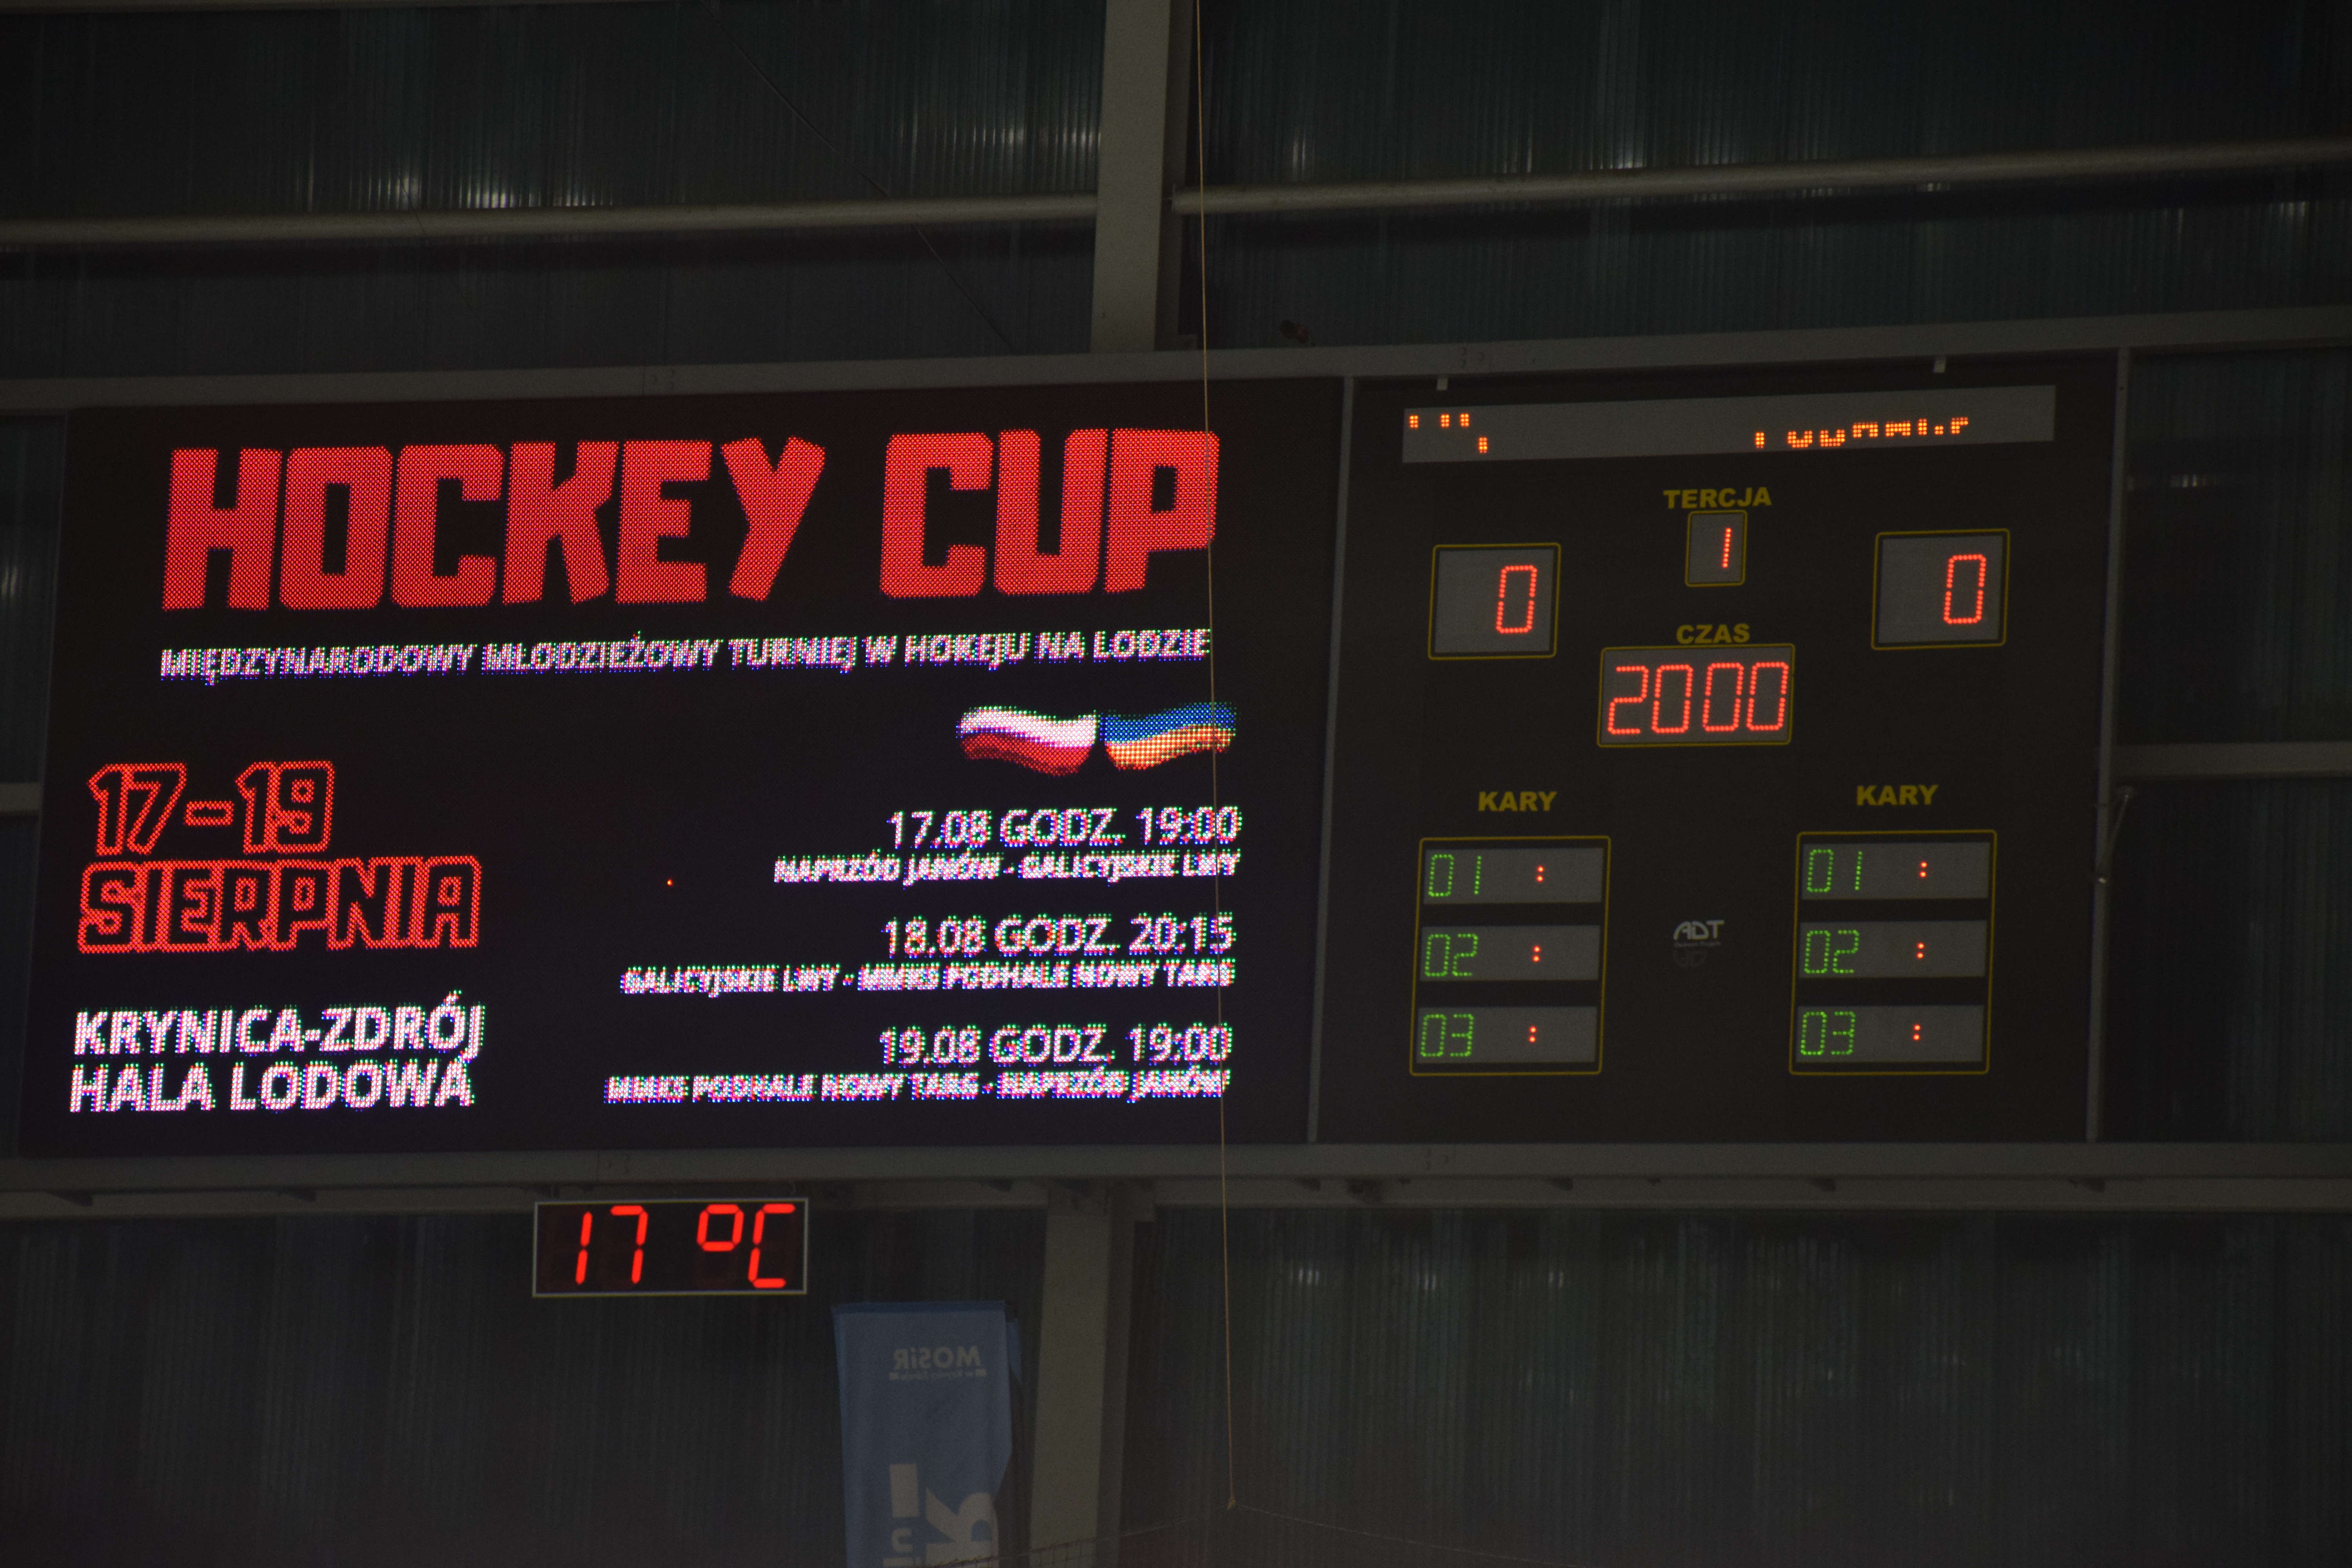 HOCKEY CUP
MIĘDZYNARODOWY MŁODZIEŻOWY TURNIEJ W HOKEJU NA LODZIE
17-19
SIERPNIA
KRYNICA-ZDRÓJ
HALA LODOWA
17.08 GODZ. 19:00
NAPRZÓD JANÓW - GALICYJSKIE LWY
18.08 GODZ. 20:15
GALICYJSKIE LWY - MMKS PODHALE NOWY TARG
19.08 GODZ. 19:00
MMKS PODHALE NOWY TARG - NAPRZÓD JANÓW
TERCJA
1
0
0
CZAS
2000
KARY
KARY
01 :
01 :
02 :
02 :
03 :
03 :
ADT
17 °C
MOSiR